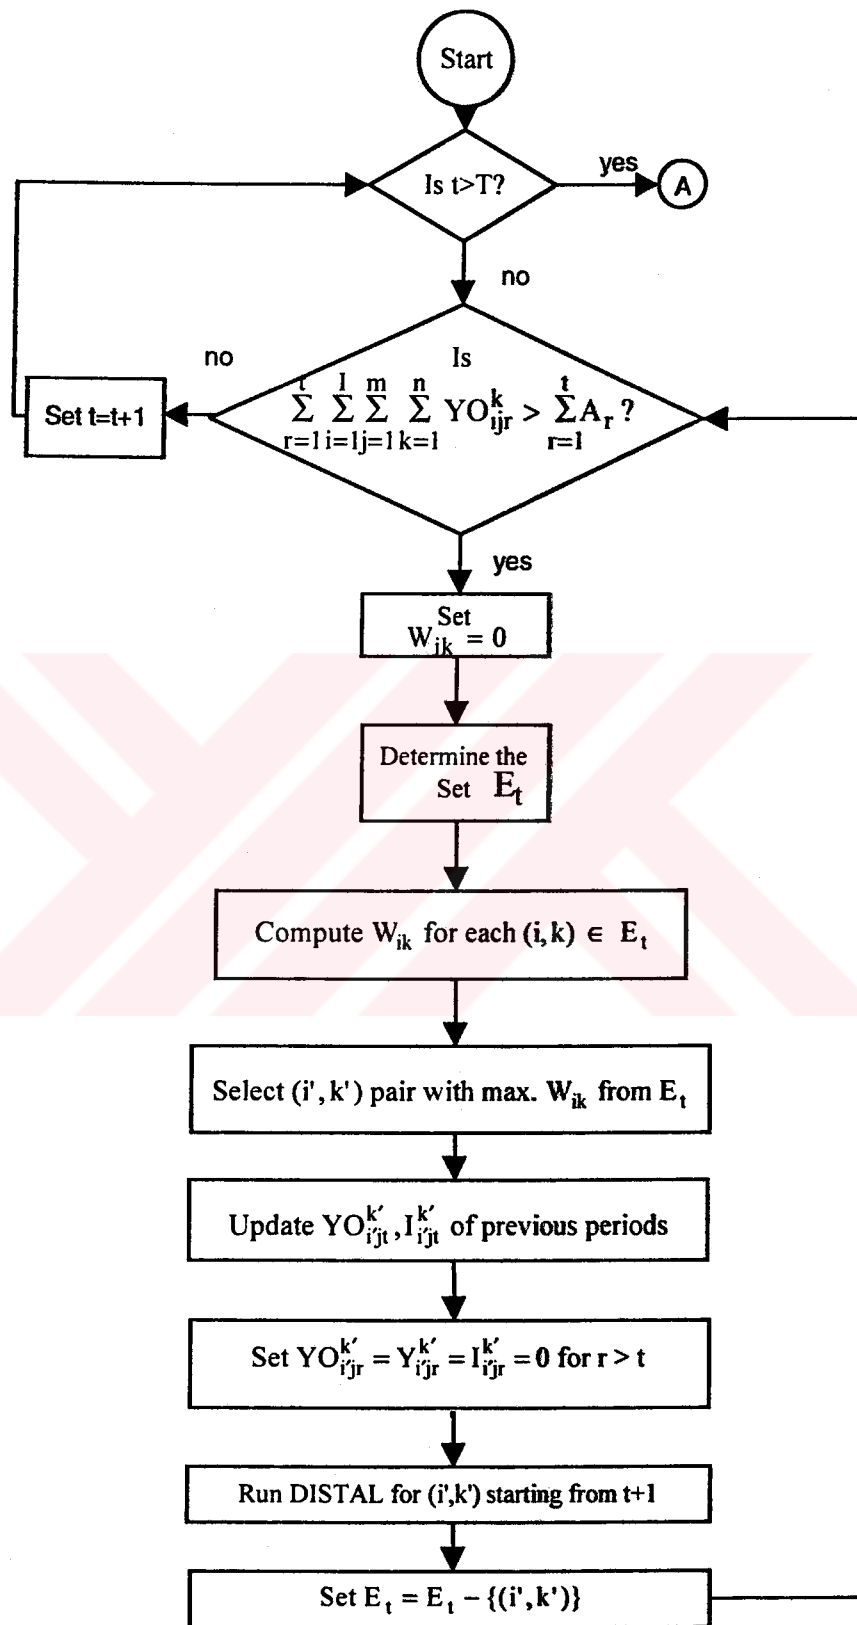 Start
Is t>T?
yes
A
no
no
Is
t I m n t
∑ ∑ ∑ ∑ YO^k_ijr > ∑ A_r ?
r=1 i=1 j=1 k=1 r=1
Set t=t+1
yes
Set
W_ik = 0
Determine the
Set E_t
Compute W_ik for each (i,k) ∈ E_t
Select (i',k') pair with max. W_ik from E_t
Update YO^k′_i'jt, I^k′_i'jt of previous periods
Set YO^k′_i'jr = Y^k′_i'jr = I^k′_i'jr = 0 for r > t
Run DISTAL for (i',k') starting from t+1
Set E_t = E_t − {(i',k')}